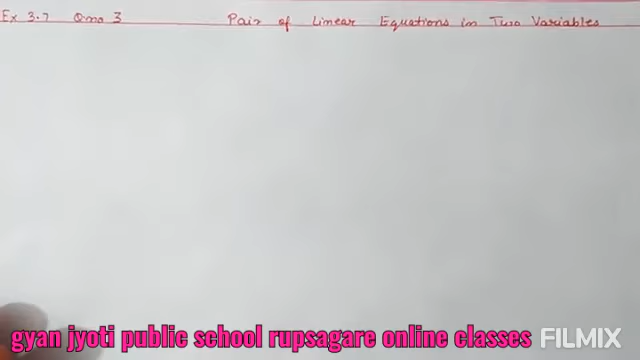 Ex 3.7 Qno 3 Pair of Linear Equations in Two Variables
gyan jyoti public school rupsagare online classes FILMIX